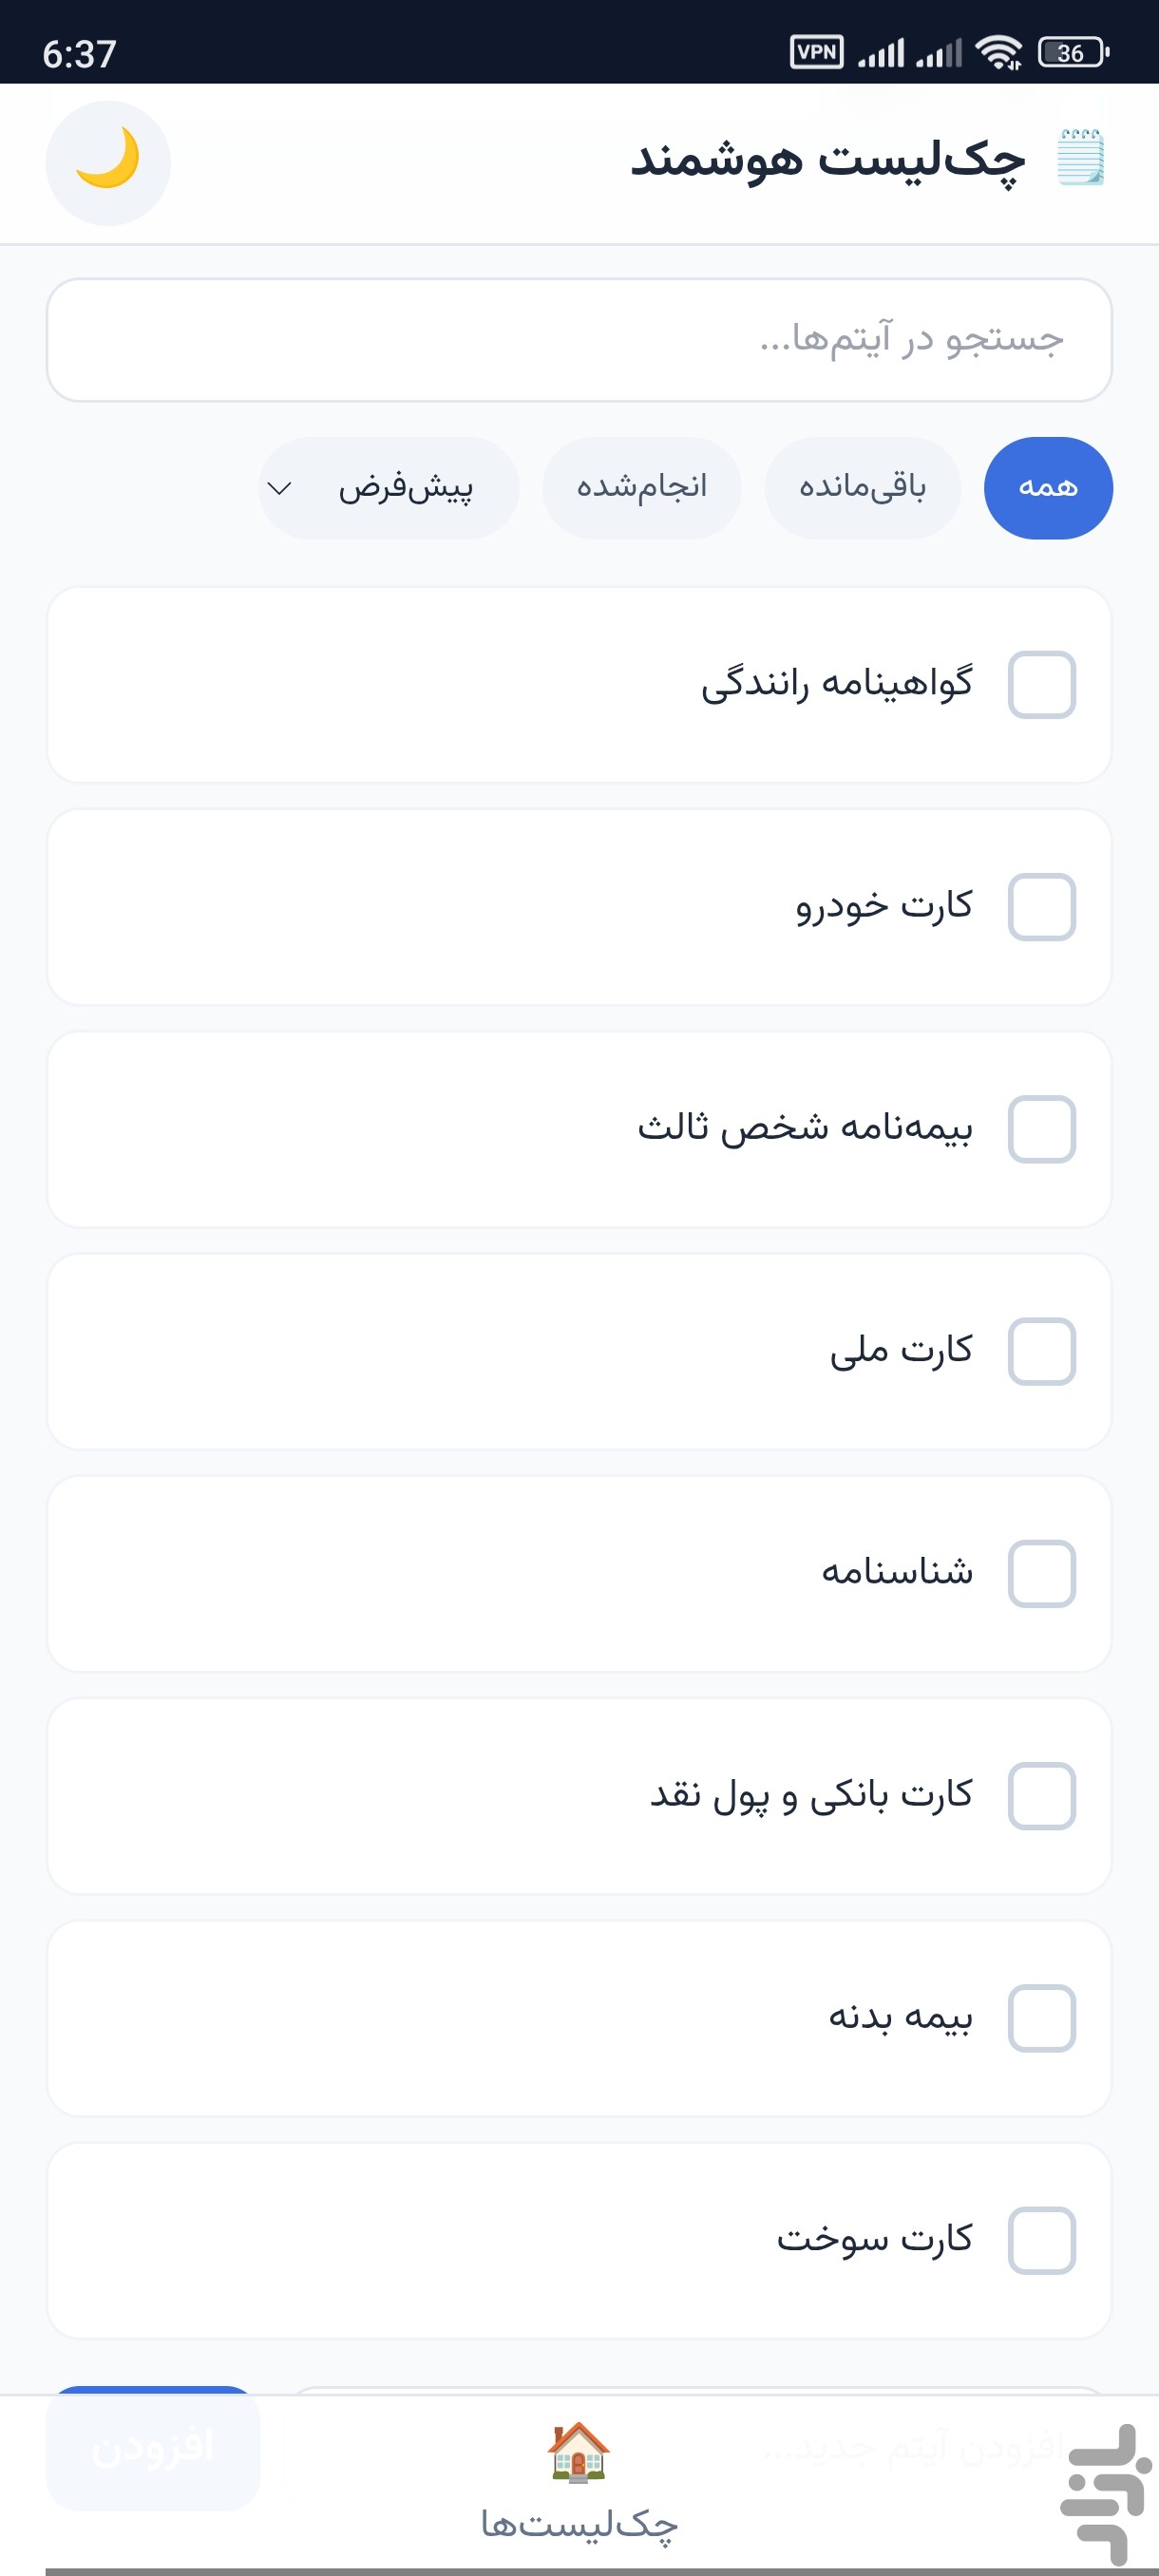 6:37
VPN
36
چک‌لیست هوشمند
جستجو در آیتم‌ها...
همه باقی‌مانده انجام‌شده پیش‌فرض
گواهینامه رانندگی
کارت خودرو
بیمه‌نامه شخص ثالث
کارت ملی
شناسنامه
کارت بانکی و پول نقد
بیمه بدنه
کارت سوخت
افزودن آیتم جدید... افزودن
چک‌لیست‌ها